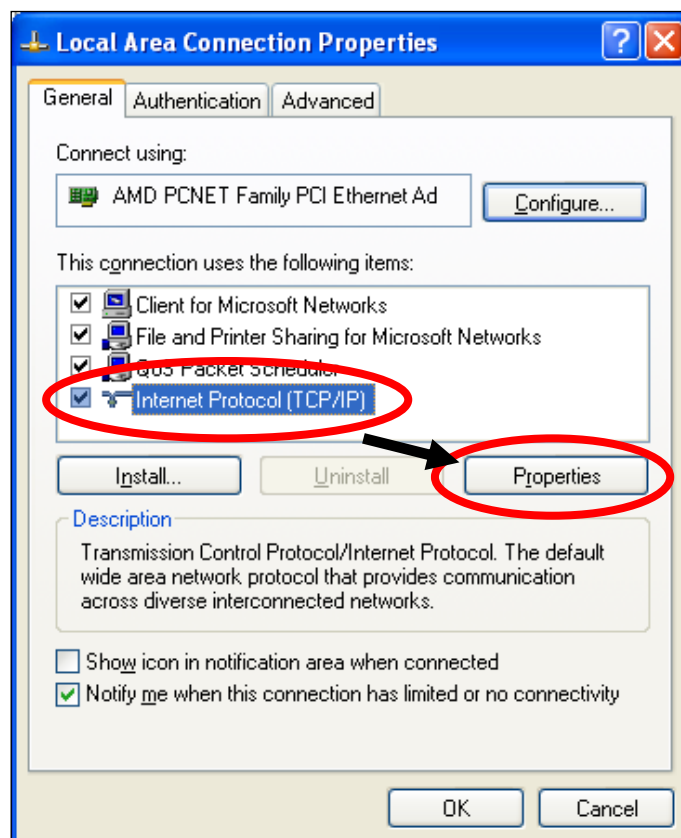 Local Area Connection Properties
General Authentication Advanced
Connect using:
AMD PCNET Family PCI Ethernet Ad
Configure...
This connection uses the following items:
Client for Microsoft Networks
File and Printer Sharing for Microsoft Networks
QoS Packet Scheduler
Internet Protocol (TCP/IP)
Install... Uninstall Properties
Description
Transmission Control Protocol/Internet Protocol. The default
wide area network protocol that provides communication
across diverse interconnected networks.
Show icon in notification area when connected
Notify me when this connection has limited or no connectivity
OK Cancel